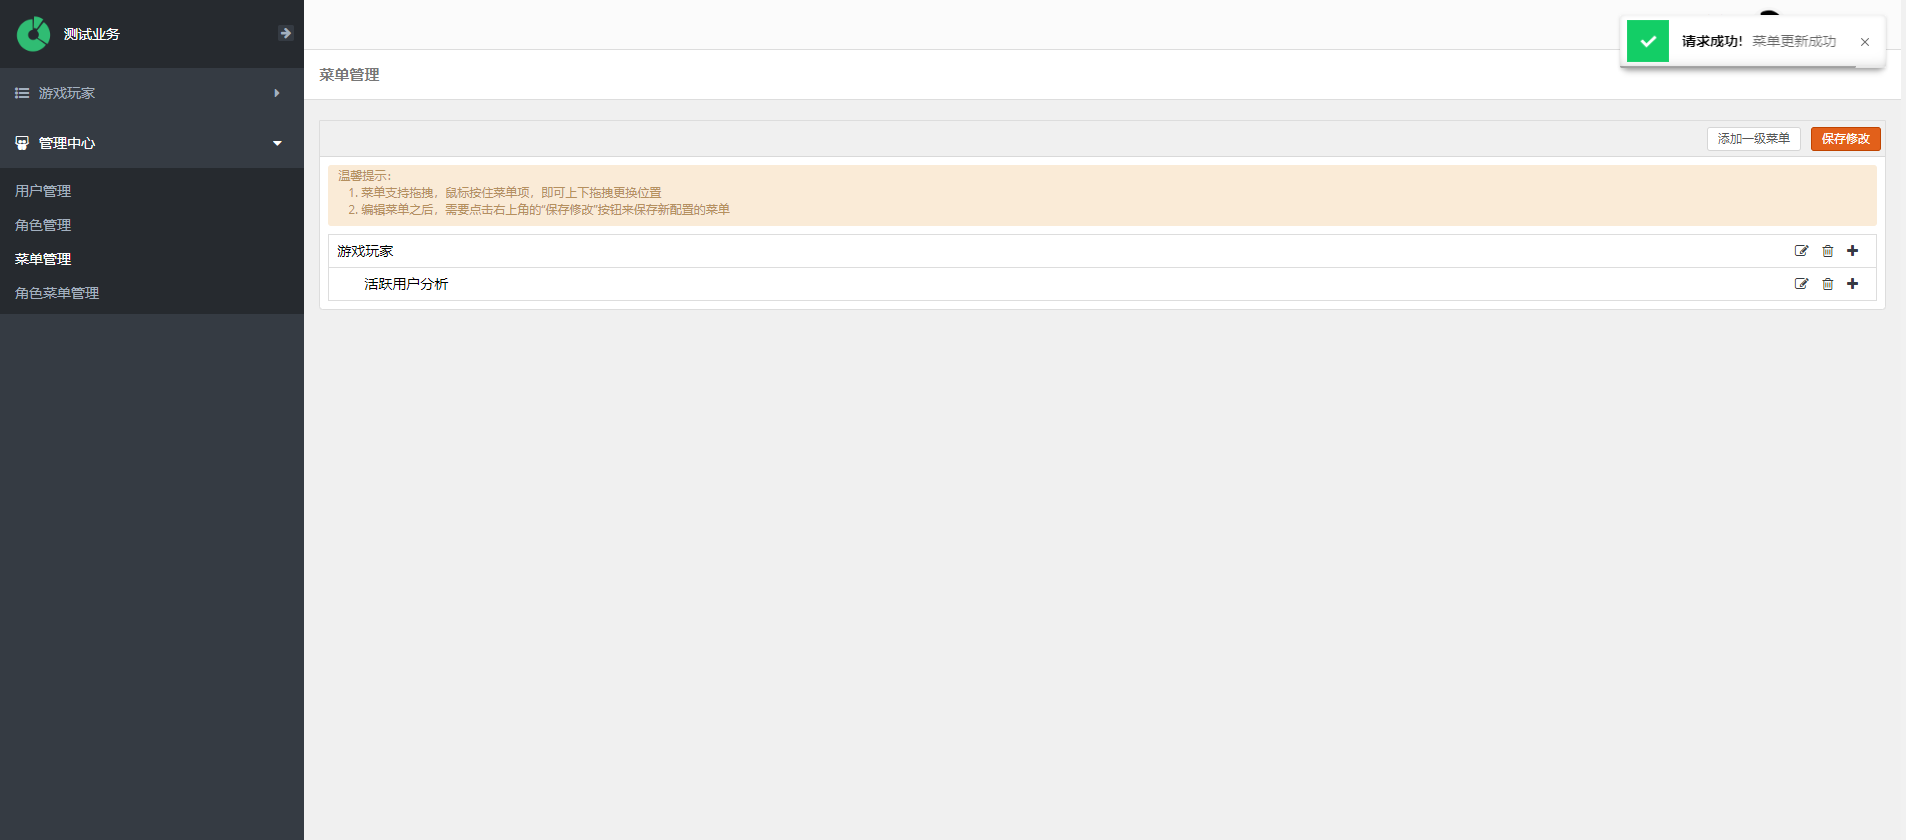 测试业务
游戏玩家
管理中心
用户管理
角色管理
菜单管理
角色菜单管理
请求成功! 菜单更新成功
菜单管理
添加一级菜单
保存修改
温馨提示:
1. 菜单支持拖拽，鼠标按住菜单项，即可上下拖拽更换位置
2. 编辑菜单之后，需要点击右上角的“保存修改”按钮来保存新配置的菜单
游戏玩家
活跃用户分析